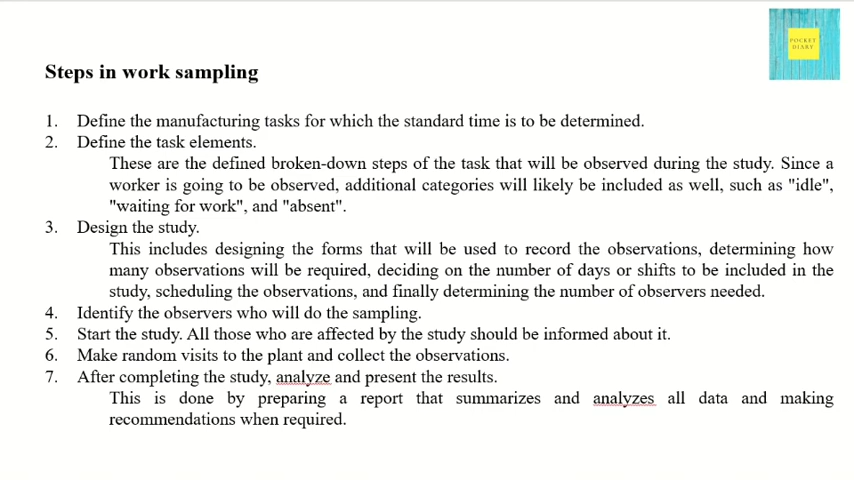 POCKET
DIARY
Steps in work sampling
1. Define the manufacturing tasks for which the standard time is to be determined.
2. Define the task elements.
These are the defined broken-down steps of the task that will be observed during the study. Since a
worker is going to be observed, additional categories will likely be included as well, such as "idle",
"waiting for work", and "absent".
3. Design the study.
This includes designing the forms that will be used to record the observations, determining how
many observations will be required, deciding on the number of days or shifts to be included in the
study, scheduling the observations, and finally determining the number of observers needed.
4. Identify the observers who will do the sampling.
5. Start the study. All those who are affected by the study should be informed about it.
6. Make random visits to the plant and collect the observations.
7. After completing the study, analyze and present the results.
This is done by preparing a report that summarizes and analyzes all data and making
recommendations when required.